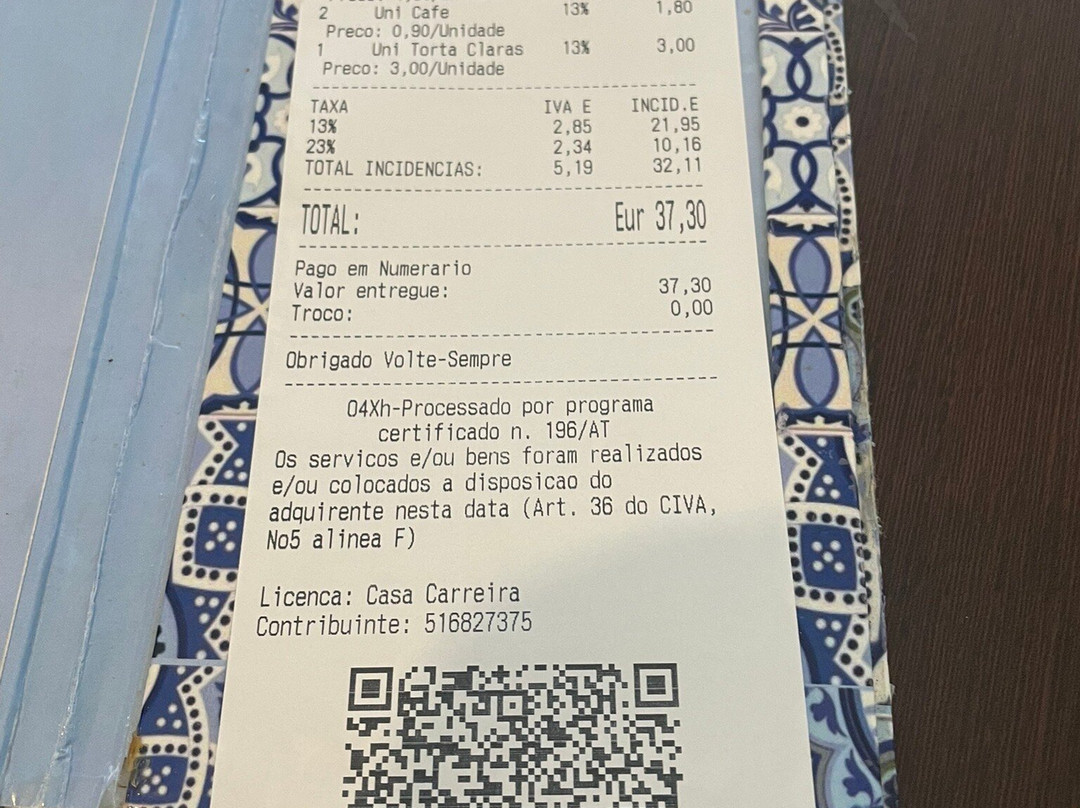 2 Uni Cafe 13% 1,80
Preco: 0,90/Unidade
1 Uni Torta Claras 13% 3,00
Preco: 3,00/Unidade
TAXA IVA E INCID.E
13% 2,85 21,95
23% 2,34 10,16
TOTAL INCIDENCIAS: 5,19 32,11
TOTAL: Eur 37,30
Pago em Numerario
Valor entregue: 37,30
Troco: 0,00
Obrigado Volte-Sempre
04Xh-Processado por programa
certificado n. 196/AT
Os servicos e/ou bens foram realizados
e/ou colocados a disposicao do
adquirente nesta data (Art. 36 do CIVA,
No5 alinea F)
Licenca: Casa Carreira
Contribuinte: 516827375